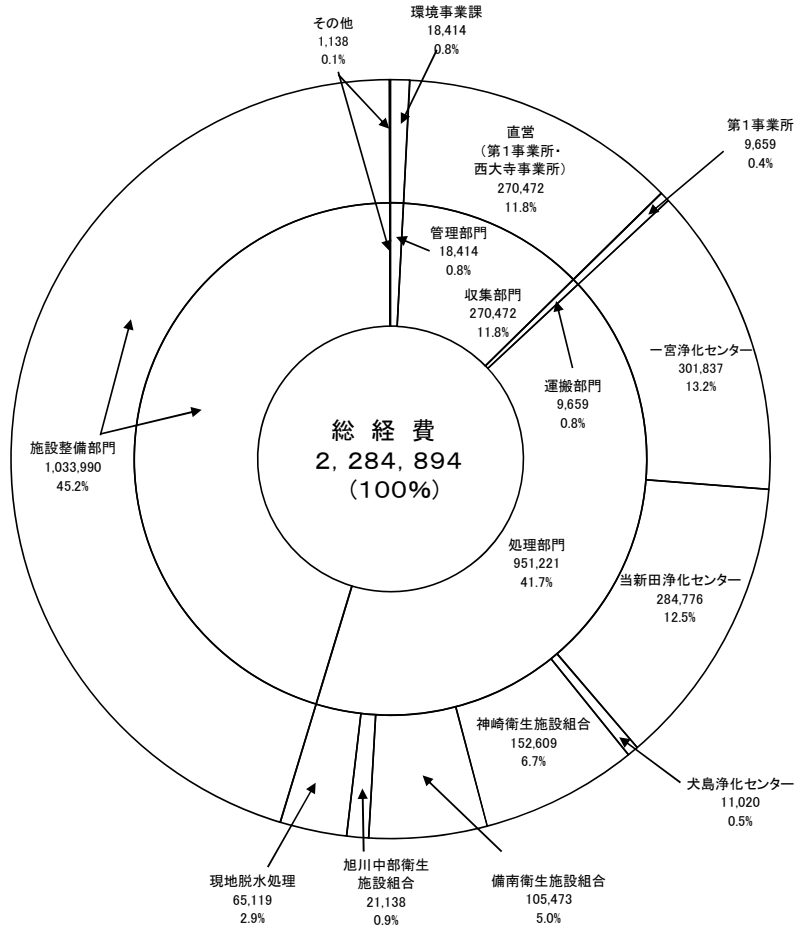 その他
1,138
0.1%
環境事業課
18,414
0.8%
直営
(第1事業所・
西大寺事業所)
270,472
11.8%
第1事業所
9,659
0.4%
管理部門
18,414
0.8%
収集部門
270,472
11.8%
一宮浄化センター
301,837
13.2%
運搬部門
9,659
0.8%
総 経 費
2, 284, 894
(100%)
施設整備部門
1,033,990
45.2%
処理部門
951,221
41.7%
当新田浄化センター
284,776
12.5%
神崎衛生施設組合
152,609
6.7%
犬島浄化センター
11,020
0.5%
備南衛生施設組合
105,473
5.0%
旭川中部衛生
施設組合
21,138
0.9%
現地脱水処理
65,119
2.9%